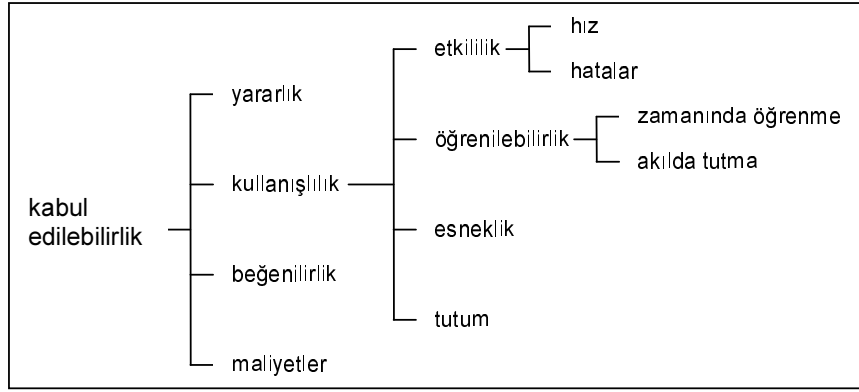 kabul
edilebilirlik
yararlık
kullanışlılık
beğenilirlik
maliyetler
etkililik
öğrenilebilirlik
esneklik
tutum
hız
hatalar
zamanında öğrenme
akılda tutma